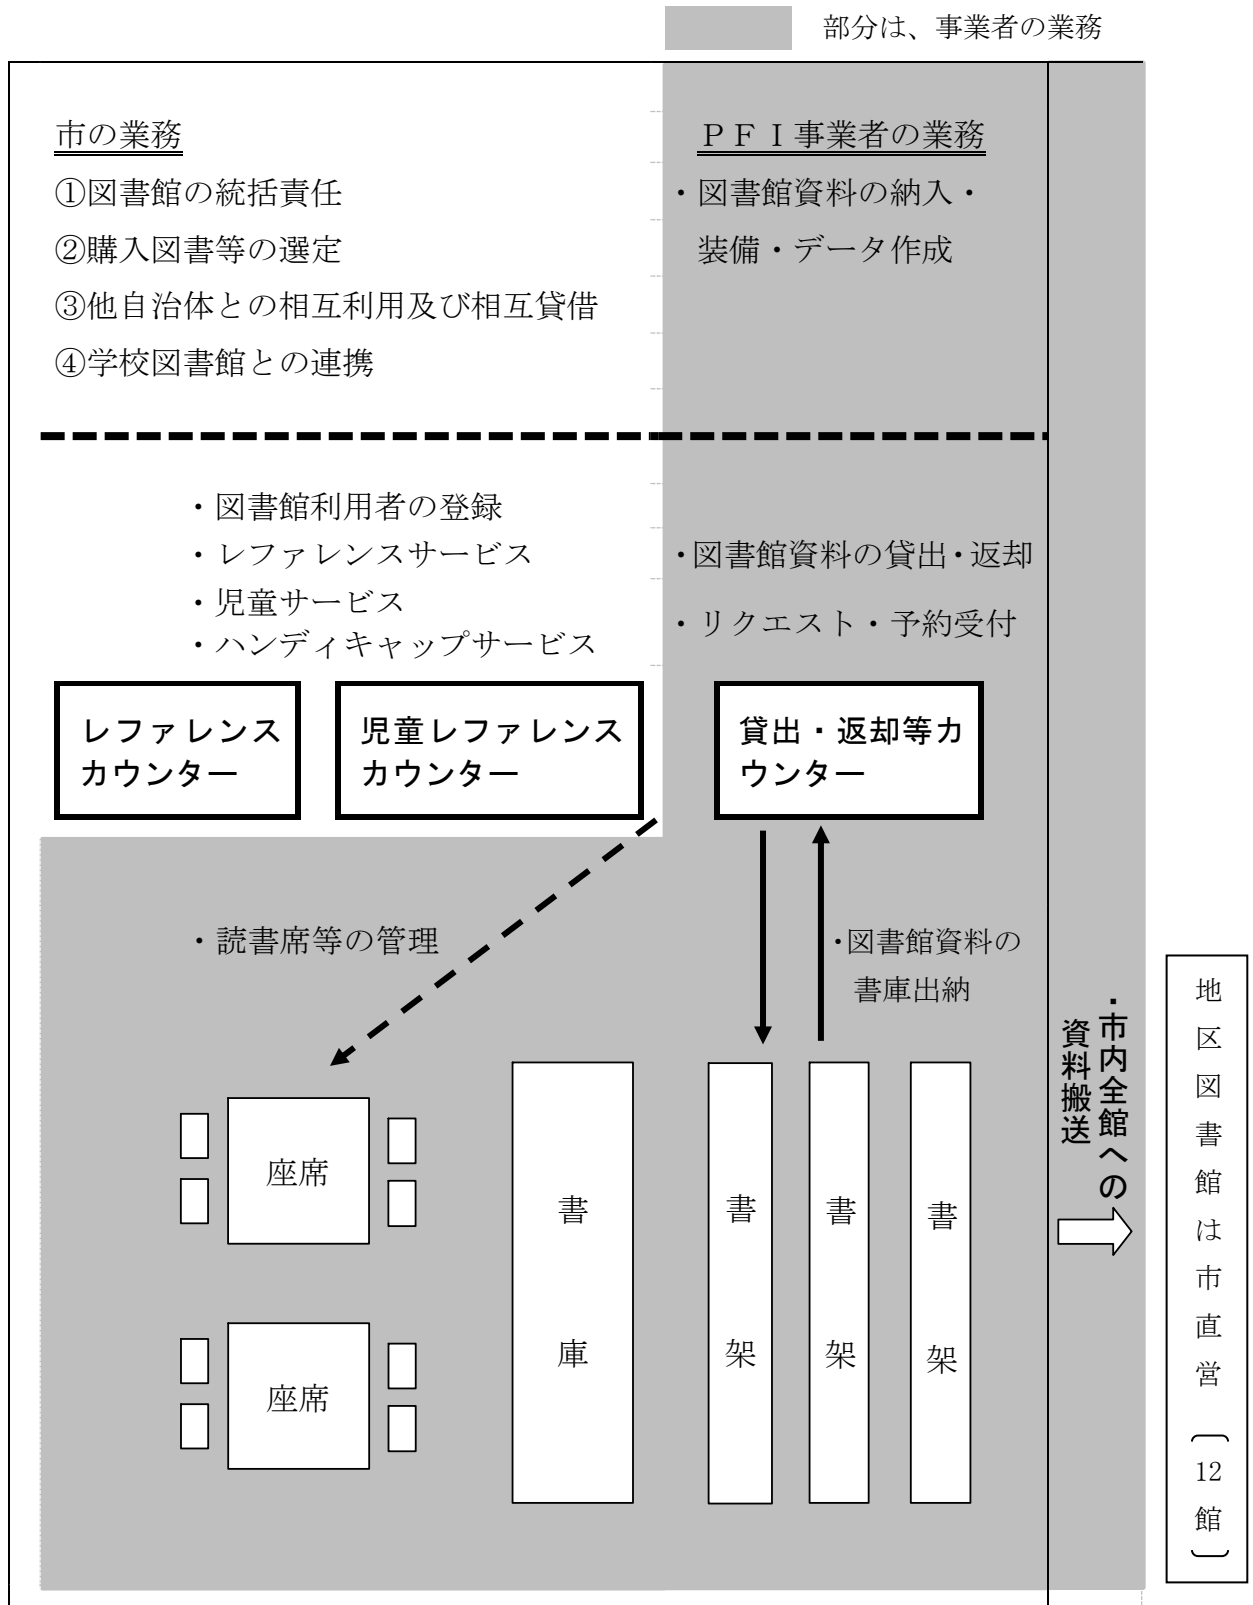 部分は、事業者の業務
市の業務
①図書館の統括責任
②購入図書等の選定
③他自治体との相互利用及び相互貸借
④学校図書館との連携
ＰＦＩ事業者の業務
・図書館資料の納入・
装備・データ作成
・図書館利用者の登録
・レファレンスサービス
・児童サービス
・ハンディキャップサービス
・図書館資料の貸出・返却
・リクエスト・予約受付
レファレンス
カウンター
児童レファレンス
カウンター
貸出・返却等カ
ウンター
・読書席等の管理
・図書館資料の
書庫出納
座席
座席
書庫
書架
書架
書架
・市内全館への
資料搬送
地区図書館は市直営〔12館〕